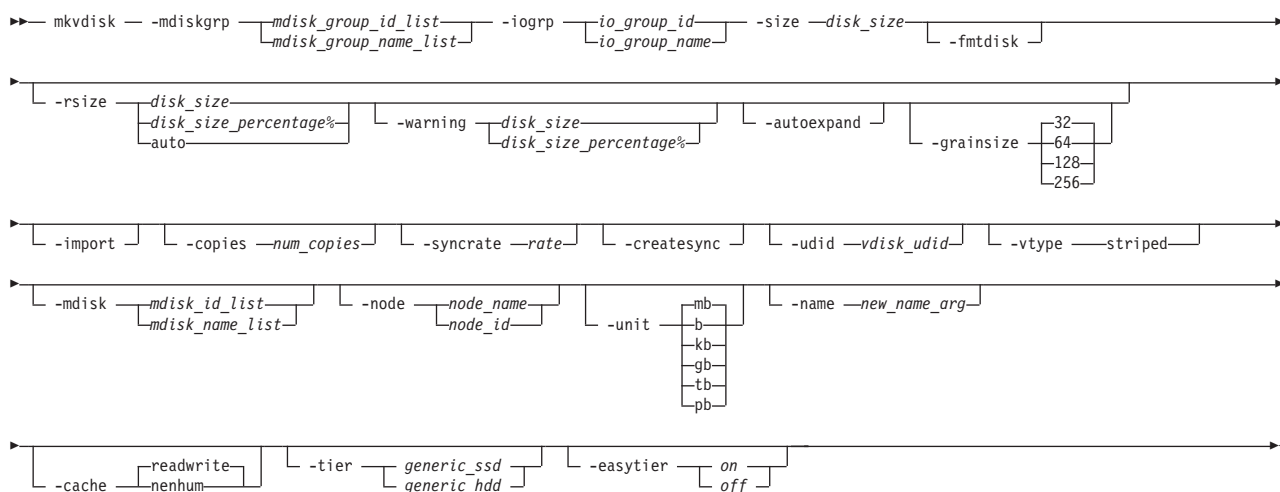 mkvdisk -mdiskgrp mdisk_group_id_list -iogrp io_group_id -size disk_size
mdisk_group_name_list io_group_name -fmtdisk
-rsize disk_size
disk_size_percentage% -warning disk_size -autoexpand 32
auto disk_size_percentage% -grainsize 64
128
256
-import -copies num_copies -syncrate rate -createsync -udid vdisk_udid -vtype striped
-mdisk mdisk_id_list -node node_name mb -name new_name_arg
mdisk_name_list node_id -unit b
kb
gb
tb
pb
readwrite -tier generic_ssd -easytier on
-cache nenhum generic_hdd off